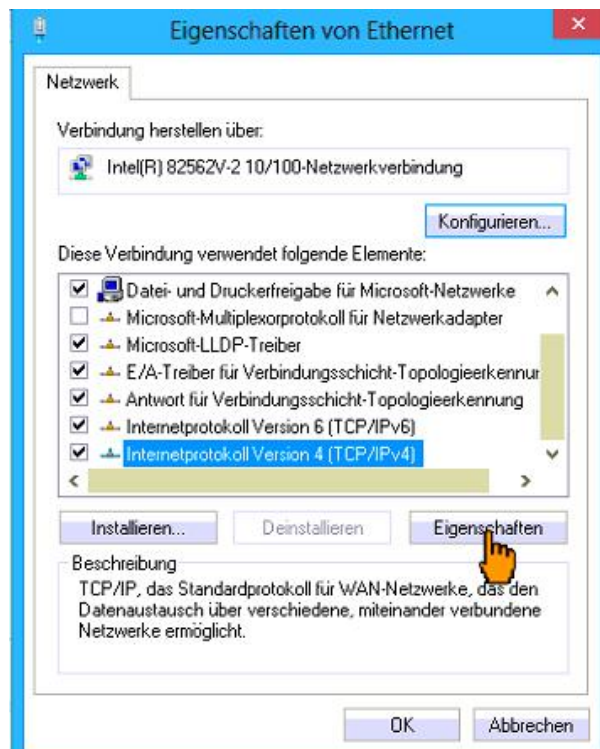 Eigenschaften von Ethernet
Netzwerk
Verbindung herstellen über:
Intel(R) 82562V-2 10/100-Netzwerkverbindung
Konfigurieren...
Diese Verbindung verwendet folgende Elemente:
Datei- und Druckerfreigabe für Microsoft-Netzwerke
Microsoft-Multiplexorprotokoll für Netzwerkadapter
Microsoft-LLDP-Treiber
E/A-Treiber für Verbindungsschicht-Topologieerkennur
Antwort für Verbindungsschicht-Topologieerkennung
Internetprotokoll Version 6 (TCP/IPv6)
Internetprotokoll Version 4 (TCP/IPv4)
Installieren... Deinstallieren Eigenschaften
Beschreibung
TCP/IP, das Standardprotokoll für WAN-Netzwerke, das den
Datenaustausch über verschiedene, miteinander verbundene
Netzwerke ermöglicht.
OK Abbrechen